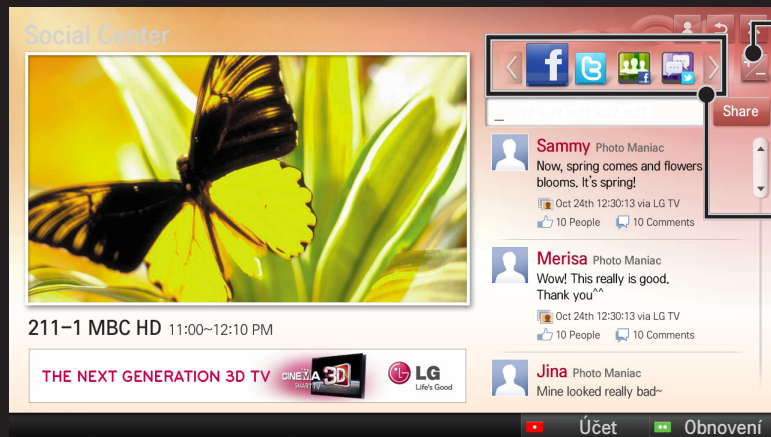 Social Center
Share
Sammy Photo Maniac
Now, spring comes and flowers
blooms. It's spring!
Oct 24th 12:30:13 via LG TV
10 People 10 Comments
Merisa Photo Maniac
Wow! This really is good.
Thank you^^
Oct 24th 12:30:13 via LG TV
10 People 10 Comments
Jina Photo Maniac
Mine looked really bad~
211-1 MBC HD 11:00~12:10 PM
THE NEXT GENERATION 3D TV CINEMA 3D SMART TV LG Life's Good
Účet Obnovení